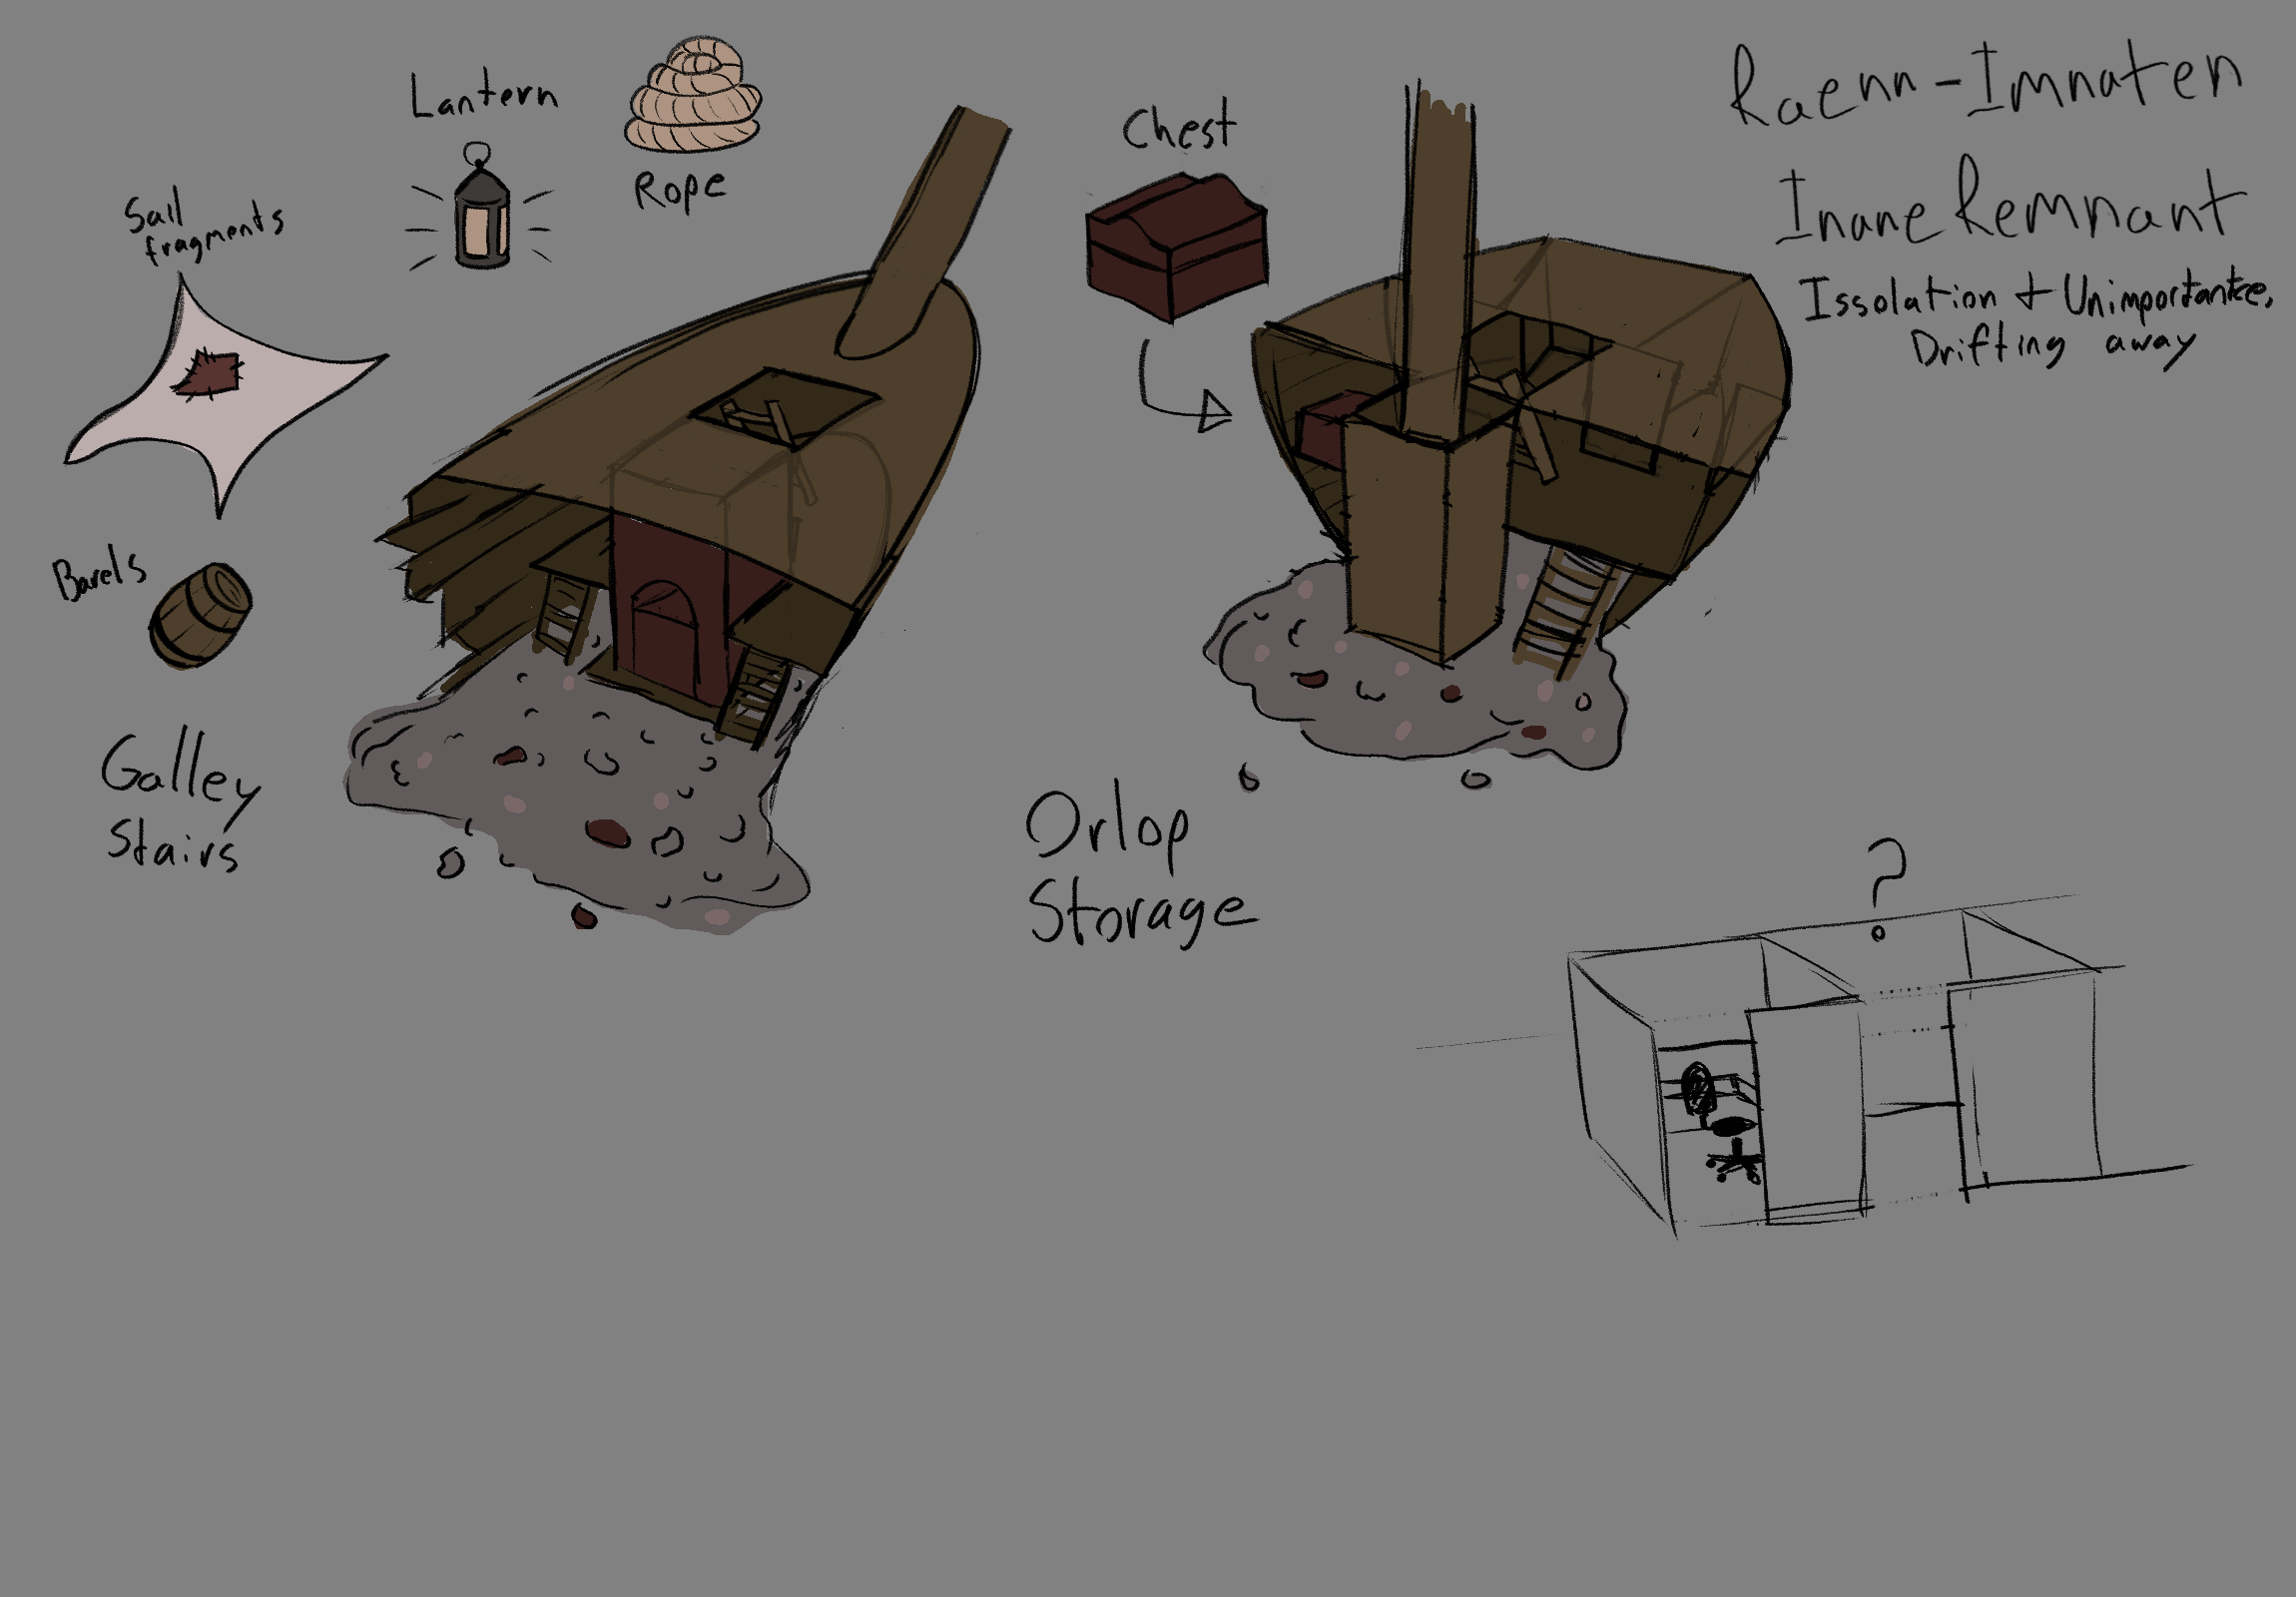 Lantern
Rope
Sail
fragments
Chest
Raenn-Imnaten
Inane Remnant
Issolation + Unimportantce,
Drifting away
Barels
Galley
Stairs
Orlop
Storage
?